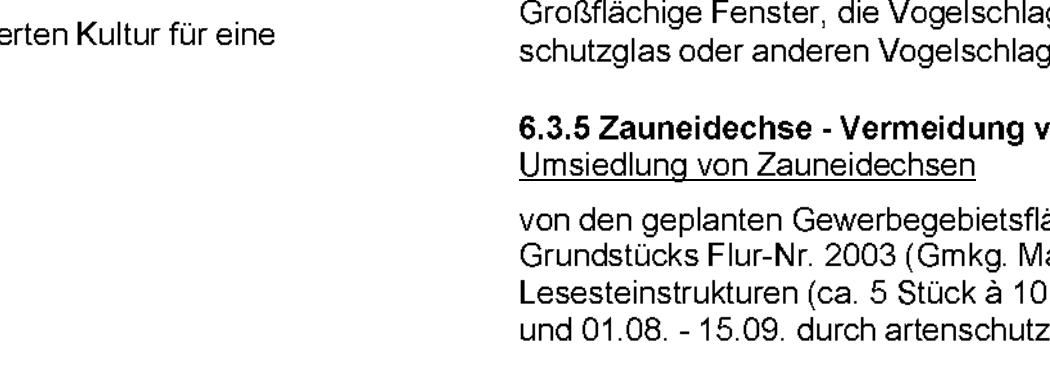 erten Kultur für eine
Großflächige Fenster, die Vogelschlag
schutzglas oder anderen Vogelschlag
6.3.5 Zauneidechse - Vermeidung v
Umsiedlung von Zauneidechsen
von den geplanten Gewerbegebietsflä
Grundstücks Flur-Nr. 2003 (Gmkg. Ma
Lesesteinstrukturen (ca. 5 Stück à 10
und 01.08. - 15.09. durch artenschutz